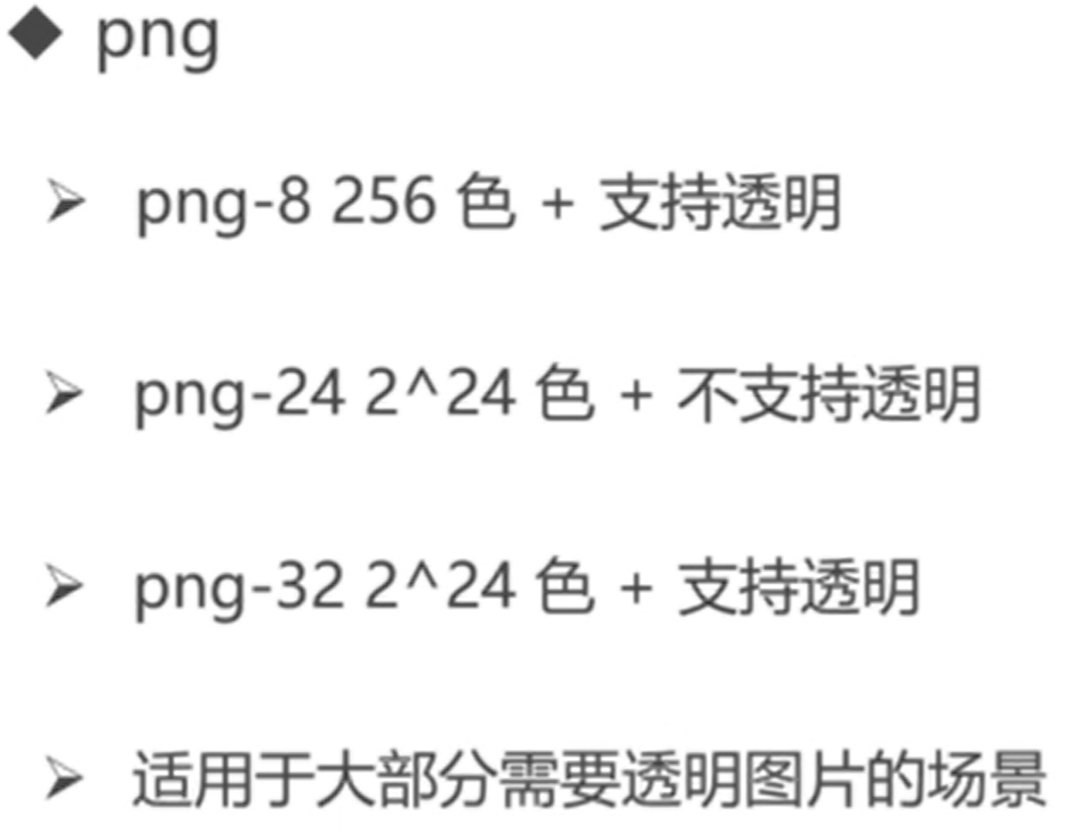 ◆ png
➢ png-8 256 色 + 支持透明
➢ png-24 2^24 色 + 不支持透明
➢ png-32 2^24 色 + 支持透明
➢ 适用于大部分需要透明图片的场景